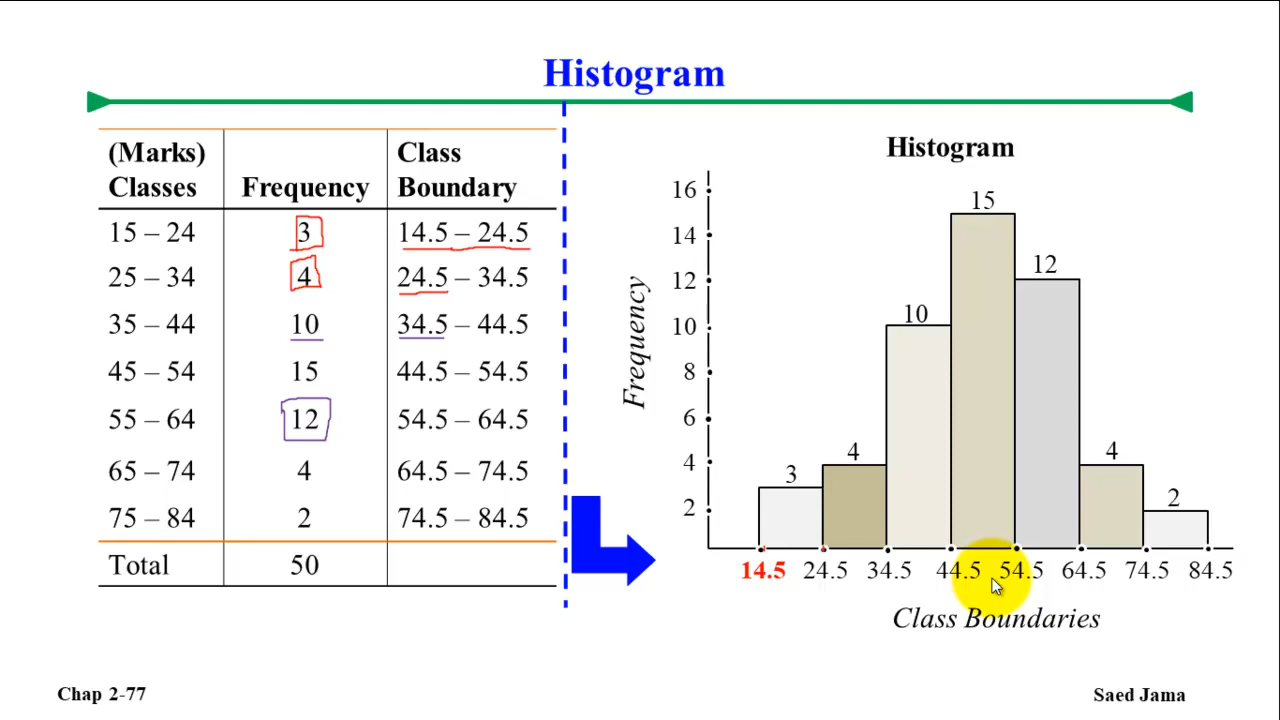 Histogram
(Marks) Classes Frequency Class Boundary
15 – 24 3 14.5 – 24.5
25 – 34 4 24.5 – 34.5
35 – 44 10 34.5 – 44.5
45 – 54 15 44.5 – 54.5
55 – 64 12 54.5 – 64.5
65 – 74 4 64.5 – 74.5
75 – 84 2 74.5 – 84.5
Total 50
Histogram
Frequency
16
14
12
10
8
6
4
2
3 4 10 15 12 4 2
14.5 24.5 34.5 44.5 54.5 64.5 74.5 84.5
Class Boundaries
Chap 2-77
Saed Jama